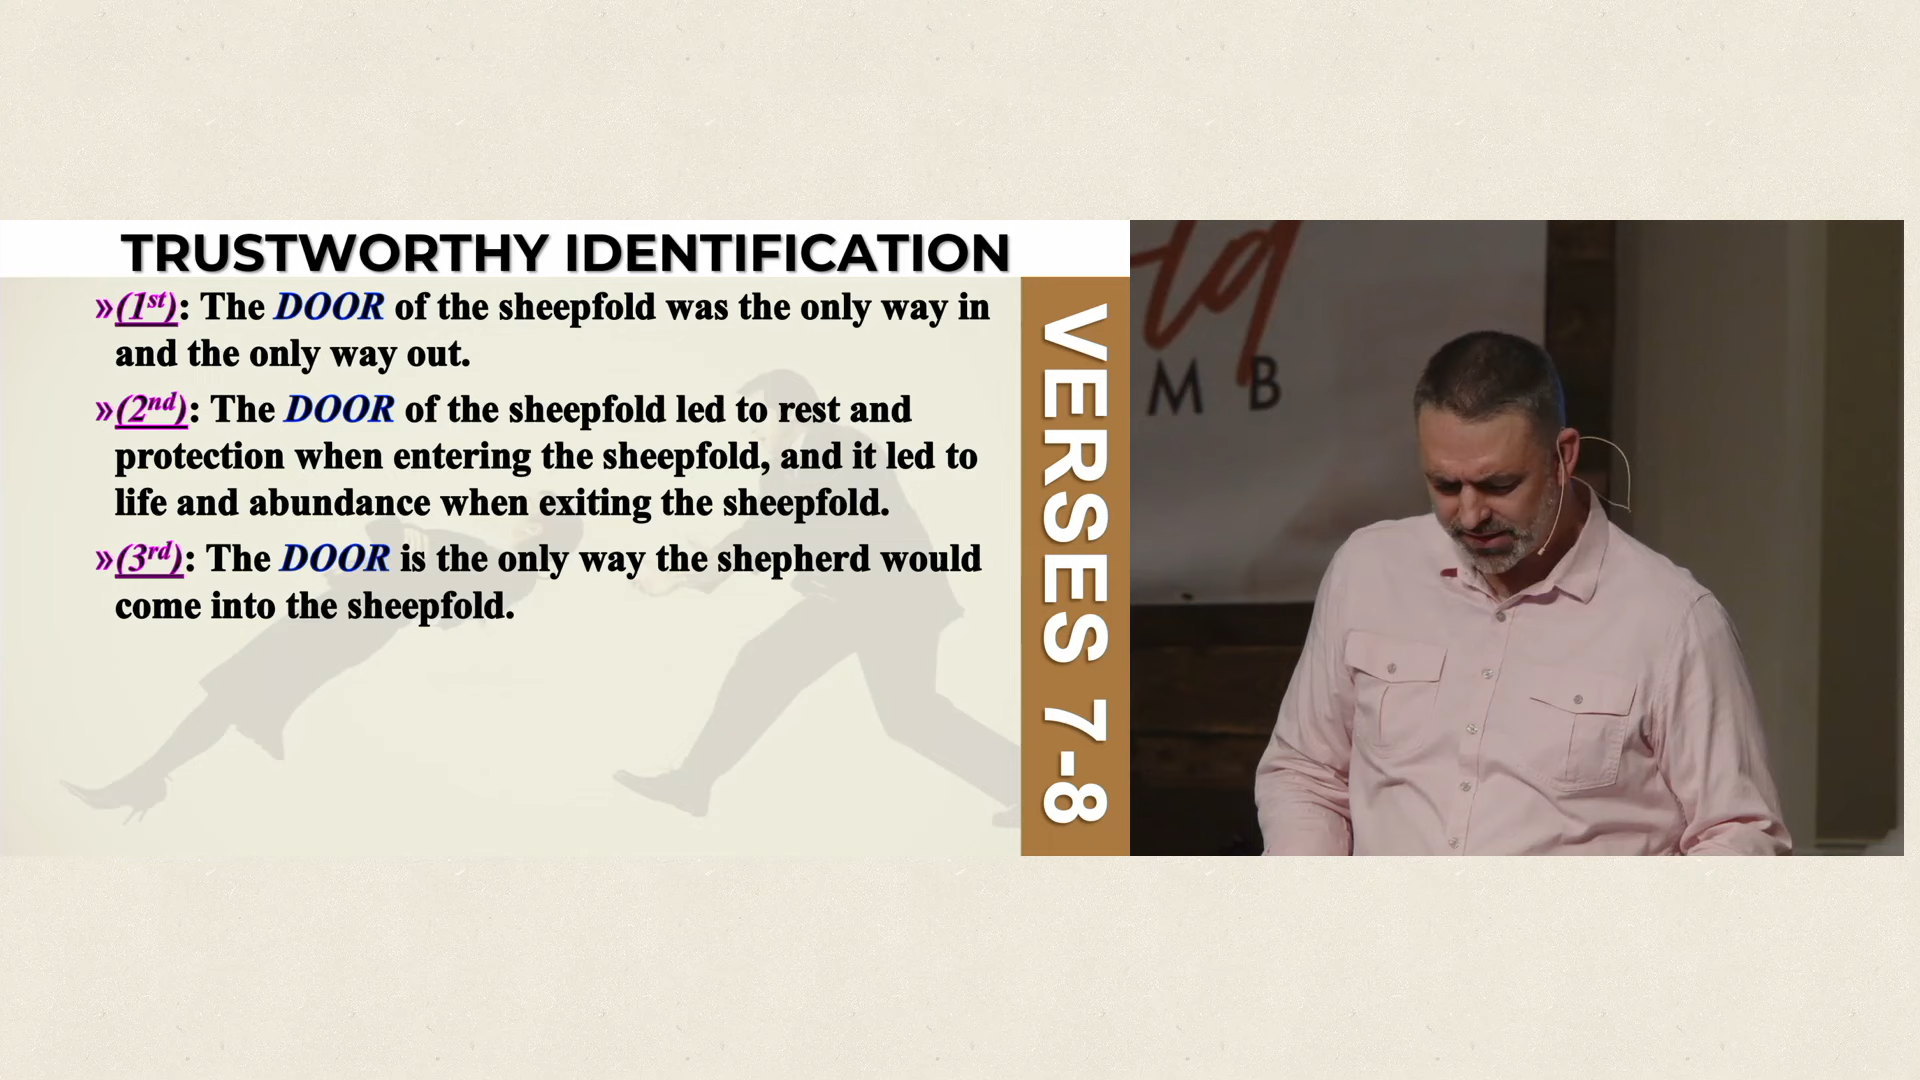 TRUSTWORTHY IDENTIFICATION
»(1st): The DOOR of the sheepfold was the only way in
and the only way out.
»(2nd): The DOOR of the sheepfold led to rest and
protection when entering the sheepfold, and it led to
life and abundance when exiting the sheepfold.
»(3rd): The DOOR is the only way the shepherd would
come into the sheepfold.
VERSES 7-8
M B